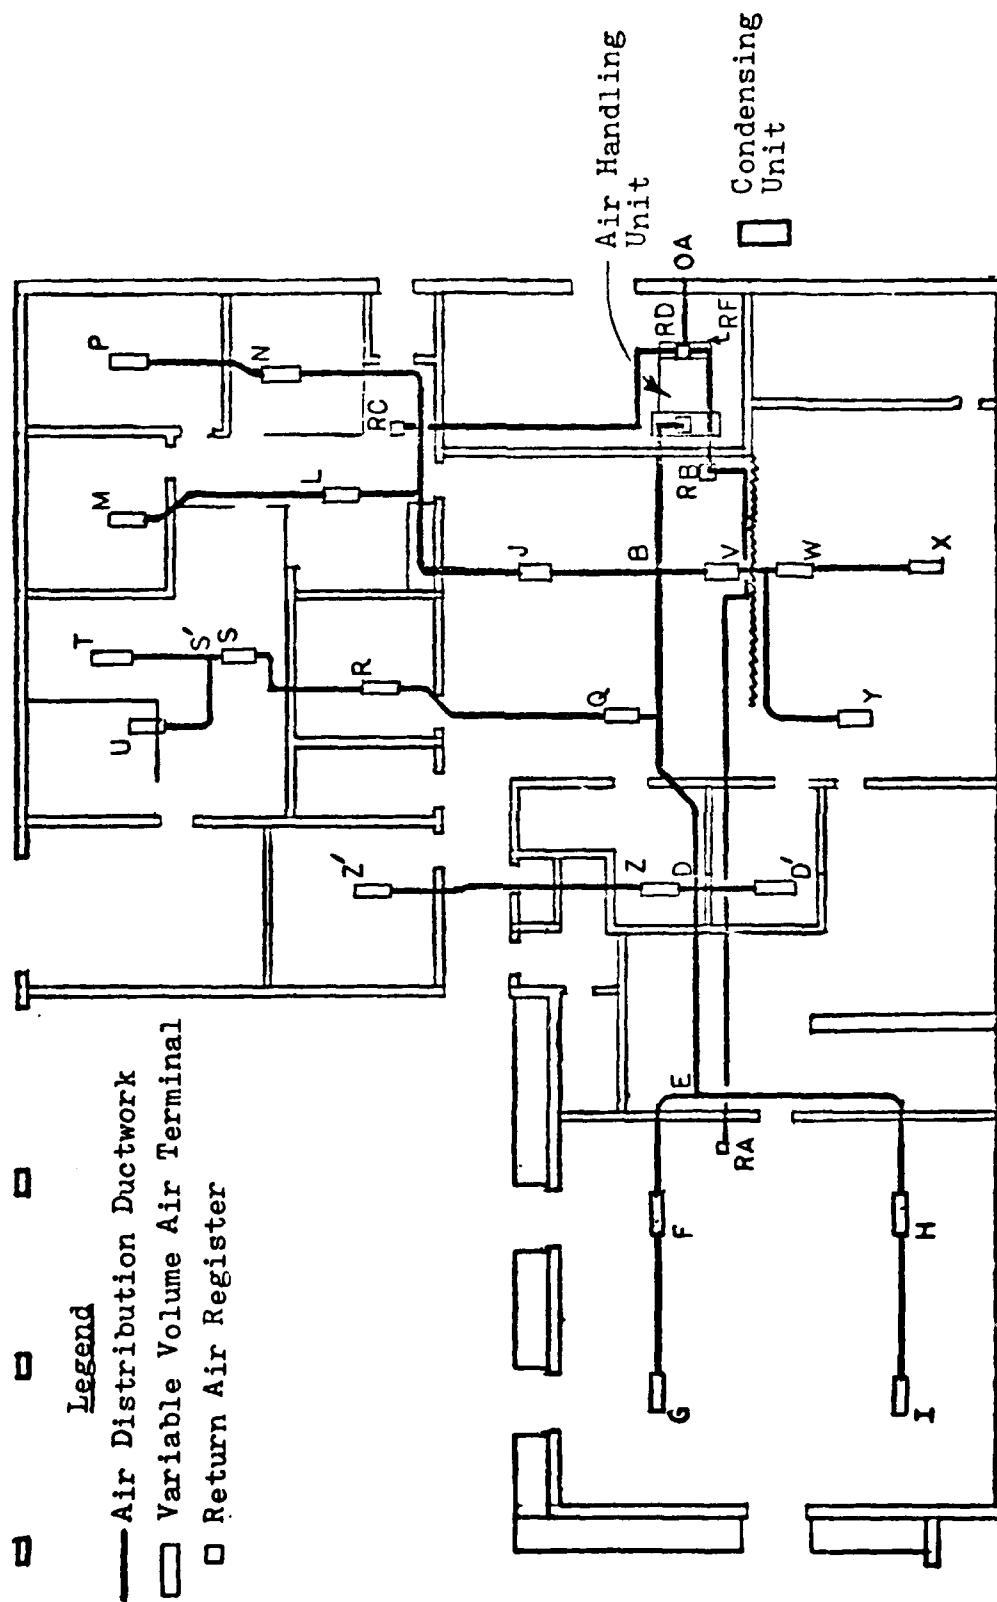 Legend
Air Distribution Ductwork
Variable Volume Air Terminal
Return Air Register
Air Handling
Unit
Condensing
Unit
P
N
M
L
RC
T
S'
S
U
R
J
B
Q
Z'
Z
D
D'
E
RA
F
G
H
I
V
W
X
Y
RB
RD
RF
OA